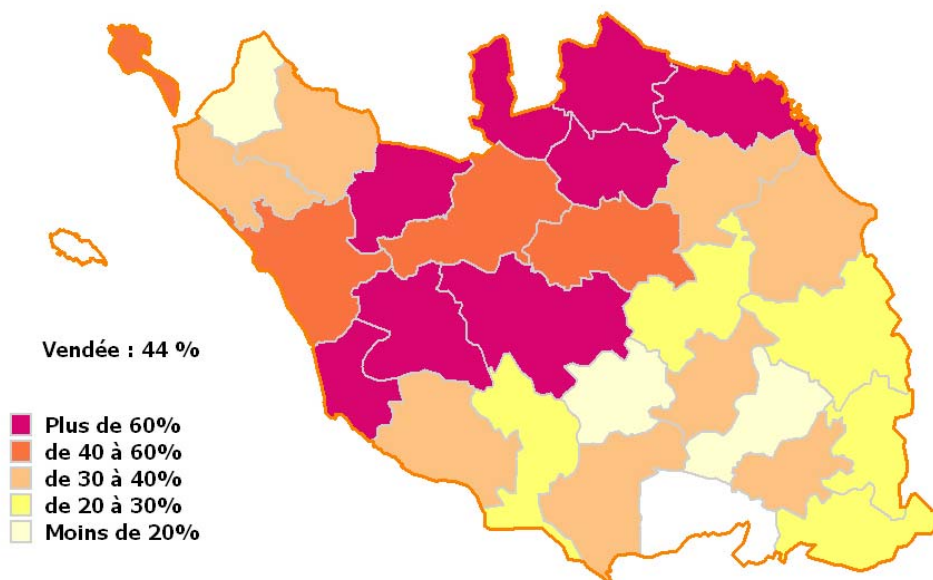 Vendée : 44 %
Plus de 60%
de 40 à 60%
de 30 à 40%
de 20 à 30%
Moins de 20%